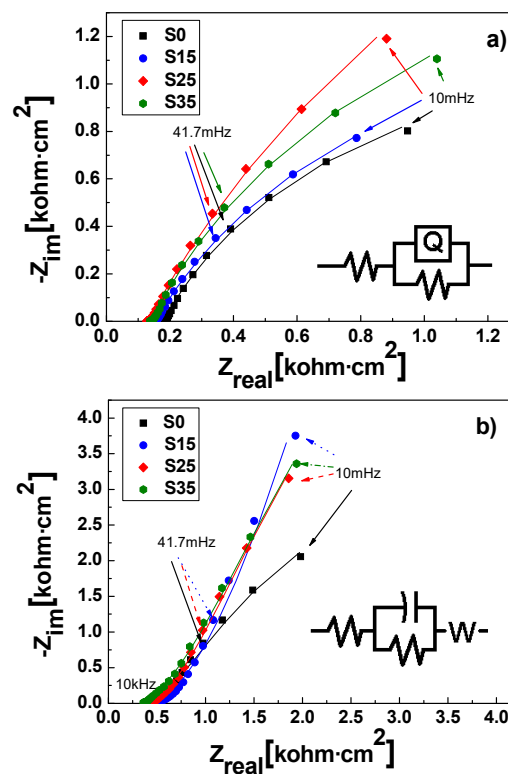 a)
S0
S15
S25
S35
41.7mHz
10mHz
Q
-Z_im[kohm·cm²]
1.2
1.0
0.8
0.6
0.4
0.2
0.0
0.0 0.2 0.4 0.6 0.8 1.0 1.2
Z_real[kohm·cm²]
b)
S0
S15
S25
S35
10mHz
41.7mHz
10kHz
W
-Z_im[kohm·cm²]
4.0
3.5
3.0
2.5
2.0
1.5
1.0
0.5
0.0
0.0 0.5 1.0 1.5 2.0 2.5 3.0 3.5 4.0
Z_real[kohm·cm²]